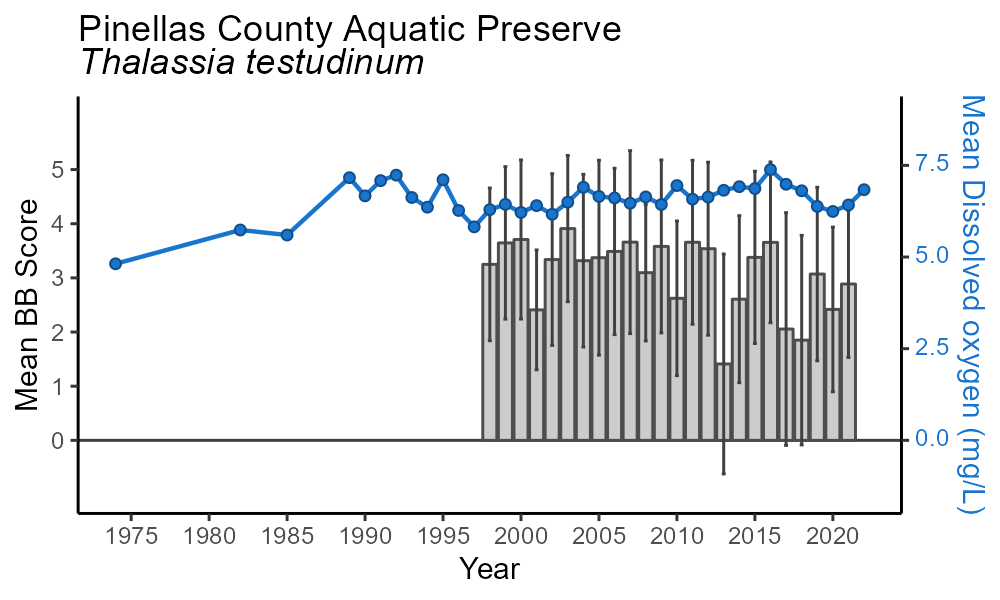 Pinellas County Aquatic Preserve
Thalassia testudinum
Mean BB Score
5
4
3
2
1
0
7.5
5.0
2.5
0.0
Mean Dissolved oxygen (mg/L)
1975 1980 1985 1990 1995 2000 2005 2010 2015 2020
Year